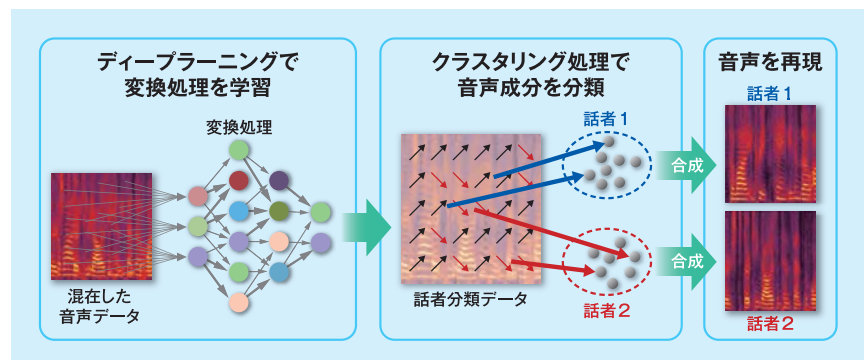 ディープラーニングで
変換処理を学習
変換処理
混在した
音声データ
クラスタリング処理で
音声成分を分類
話者1
話者分類データ
話者2
合成
合成
音声を再現
話者1
話者2